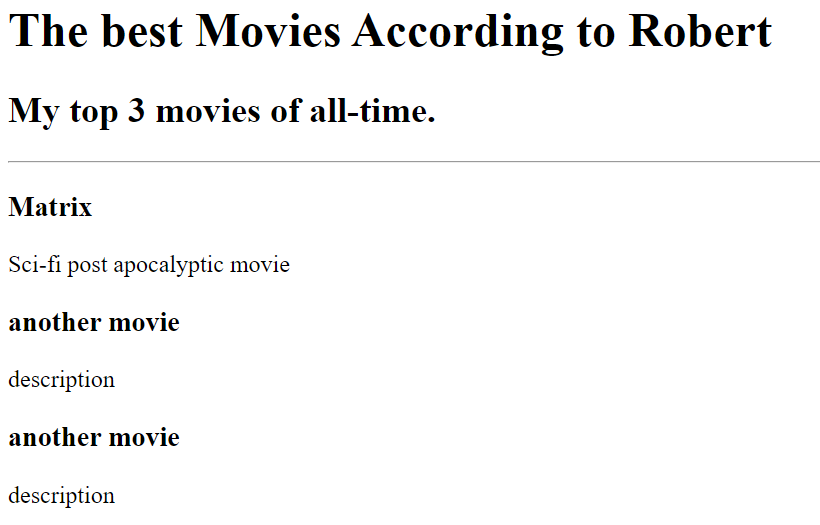 The best Movies According to Robert
My top 3 movies of all-time.
Matrix
Sci-fi post apocalyptic movie
another movie
description
another movie
description